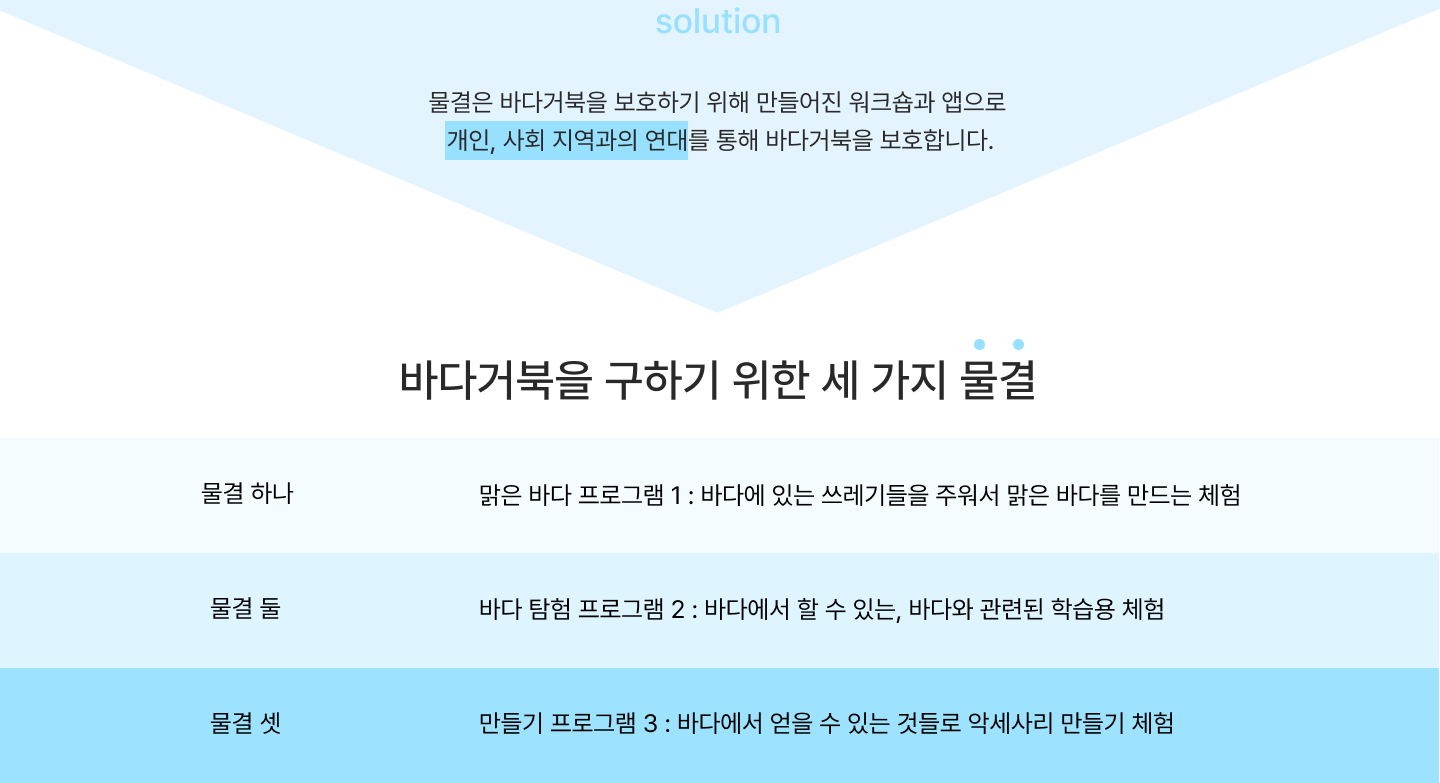 solution
물결은 바다거북을 보호하기 위해 만들어진 워크숍과 앱으로
개인, 사회 지역과의 연대를 통해 바다거북을 보호합니다.
바다거북을 구하기 위한 세 가지 물결
물결 하나
맑은 바다 프로그램 1 : 바다에 있는 쓰레기들을 주워서 맑은 바다를 만드는 체험
물결 둘
바다 탐험 프로그램 2 : 바다에서 할 수 있는, 바다와 관련된 학습용 체험
물결 셋
만들기 프로그램 3 : 바다에서 얻을 수 있는 것들로 악세사리 만들기 체험